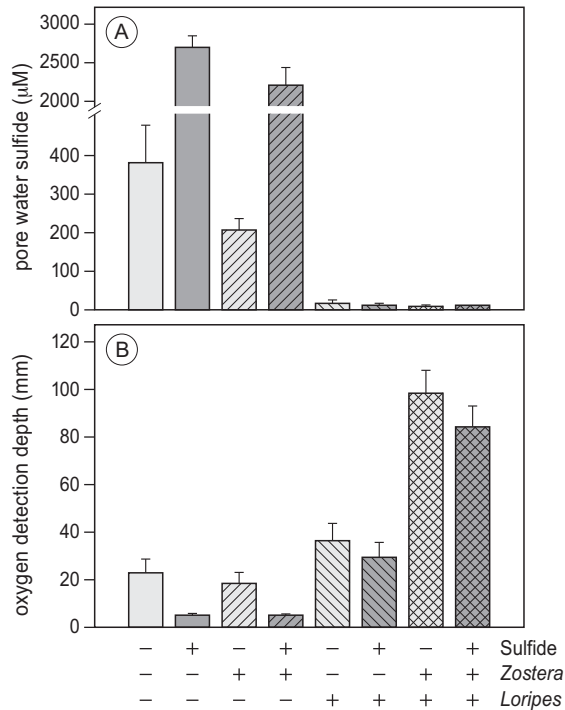 A
pore water sulfide (μM)
3000
2500
2000
400
300
200
100
0
B
oxygen detection depth (mm)
120
100
80
60
40
20
0
− + − + − + − + Sulfide
− − + + − − + + Zostera
− − − − + + + + Loripes